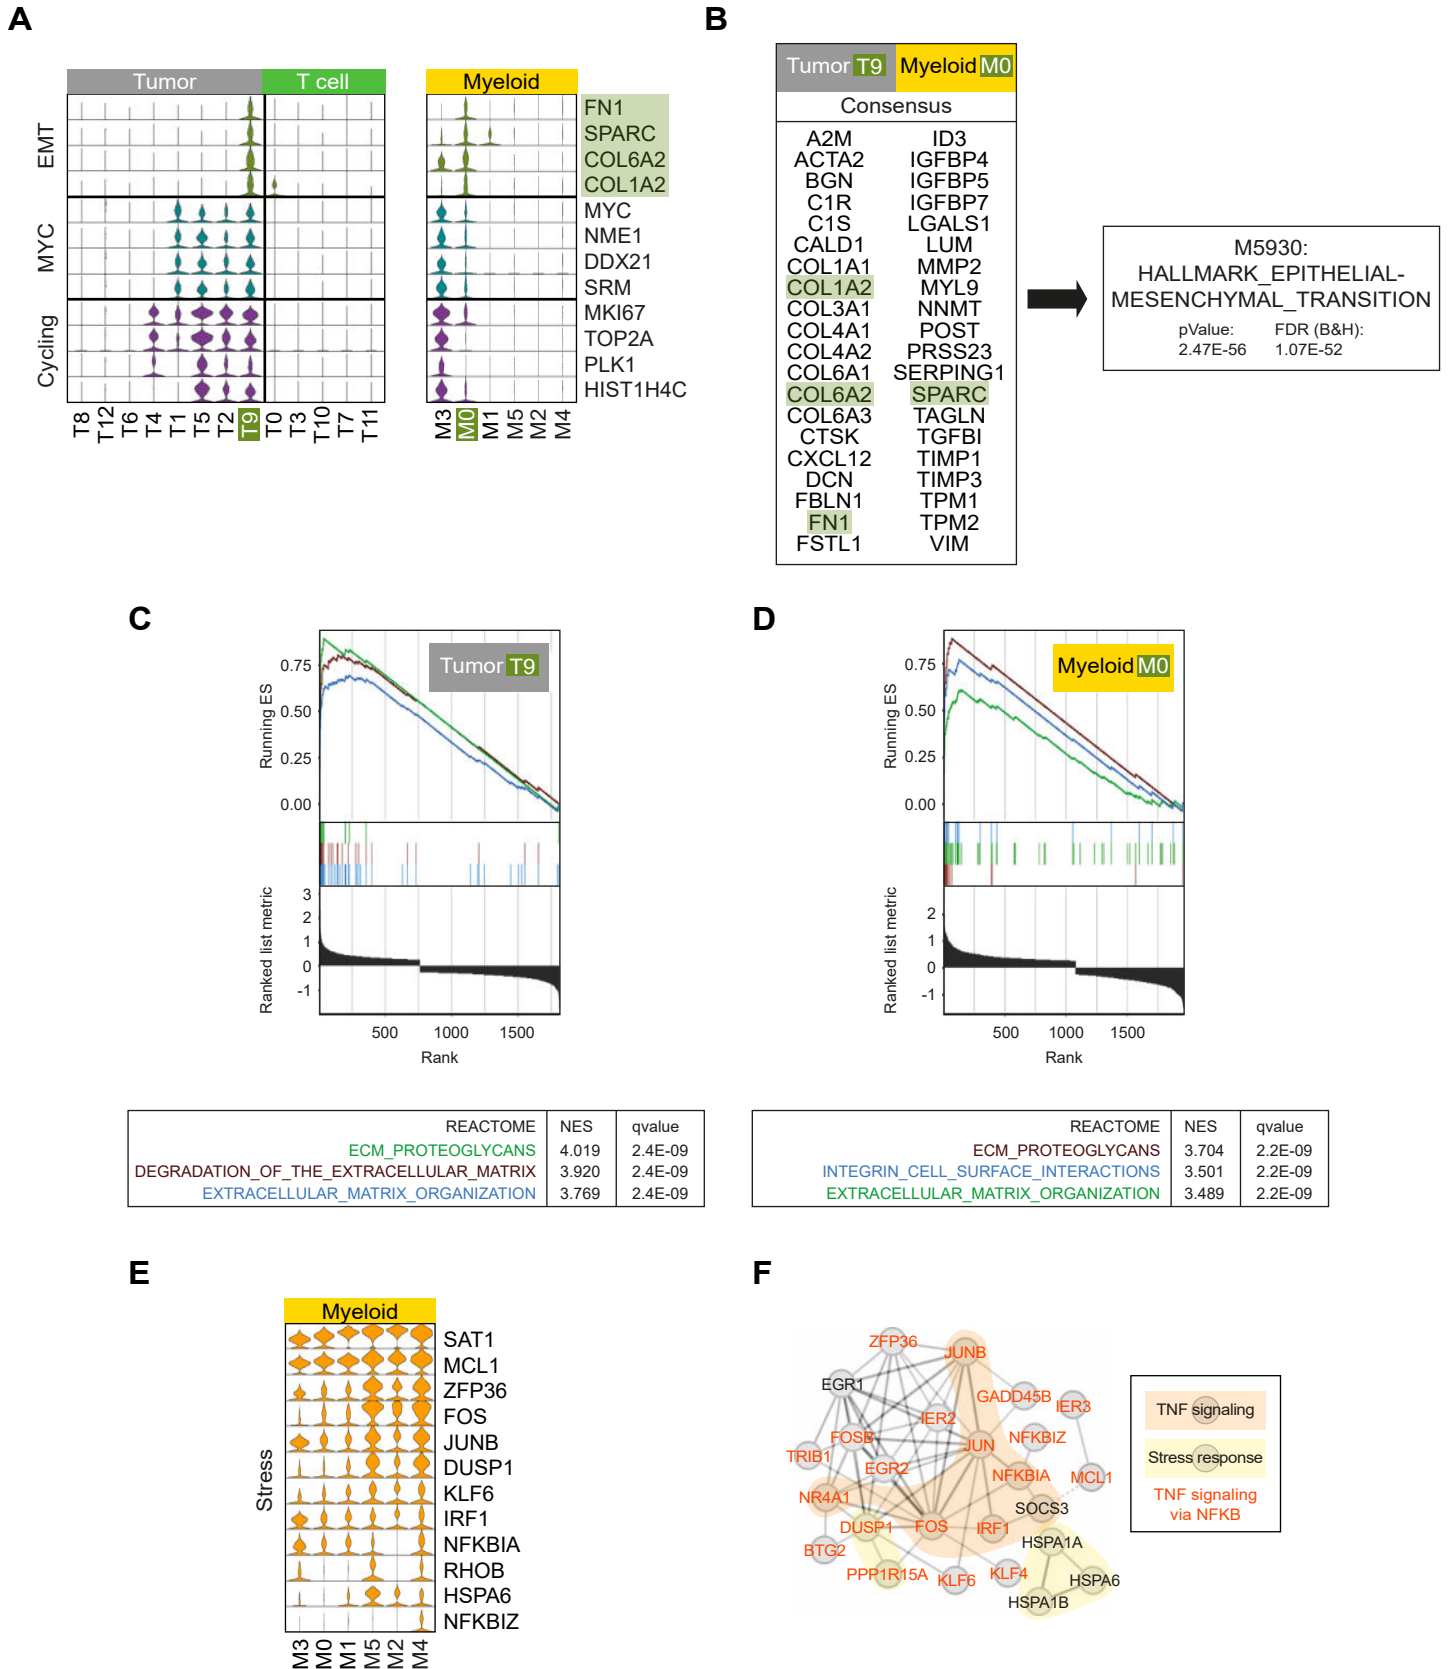 A
Tumor
T cell
Myeloid
EMT
MYC
Cycling
FN1
SPARC
COL6A2
COL1A2
MYC
NME1
DDX21
SRM
MKI67
TOP2A
PLK1
HIST1H4C
T8 T12 T6 T4 T1 T5 T2 T9 T0 T3 T10 T7 T11
M3 M0 M1 M5 M2 M4
B
Tumor T9 Myeloid M0
Consensus
A2M ID3
ACTA2 IGFBP4
BGN IGFBP5
C1R IGFBP7
C1S LGALS1
CALD1 LUM
COL1A1 MMP2
COL1A2 MYL9
COL3A1 NNMT
COL4A1 POST
COL4A2 PRSS23
COL6A1 SERPING1
COL6A2 SPARC
COL6A3 TAGLN
CTSK TGFBI
CXCL12 TIMP1
DCN TIMP3
FBLN1 TPM1
FN1 TPM2
FSTL1 VIM
M5930:
HALLMARK_EPITHELIAL-
MESENCHYMAL_TRANSITION
pValue: FDR (B&H):
2.47E-56 1.07E-52
C
Tumor T9
Running ES
0.75
0.50
0.25
0.00
Ranked list metric
3
2
1
0
-1
500 1000 1500
Rank
REACTOME NES qvalue
ECM_PROTEOGLYCANS 4.019 2.4E-09
DEGRADATION_OF_THE_EXTRACELLULAR_MATRIX 3.920 2.4E-09
EXTRACELLULAR_MATRIX_ORGANIZATION 3.769 2.4E-09
D
Myeloid M0
Running ES
0.75
0.50
0.25
0.00
Ranked list metric
2
1
0
-1
500 1000 1500
Rank
REACTOME NES qvalue
ECM_PROTEOGLYCANS 3.704 2.2E-09
INTEGRIN_CELL_SURFACE_INTERACTIONS 3.501 2.2E-09
EXTRACELLULAR_MATRIX_ORGANIZATION 3.489 2.2E-09
E
Myeloid
Stress
SAT1
MCL1
ZFP36
FOS
JUNB
DUSP1
KLF6
IRF1
NFKBIA
RHOB
HSPA6
NFKBIZ
M3 M0 M1 M5 M2 M4
F
ZFP36
JUNB
EGR1
GADD45B
IER3
IER2
FOSB
JUN
NFKBIZ
TRIB1
EGR2
NFKBIA
MCL1
NR4A1
SOCS3
DUSP1
FOS
IRF1
HSPA1A
BTG2
PPP1R15A
KLF6
KLF4
HSPA6
HSPA1B
TNF signaling
Stress response
TNF signaling
via NFKB